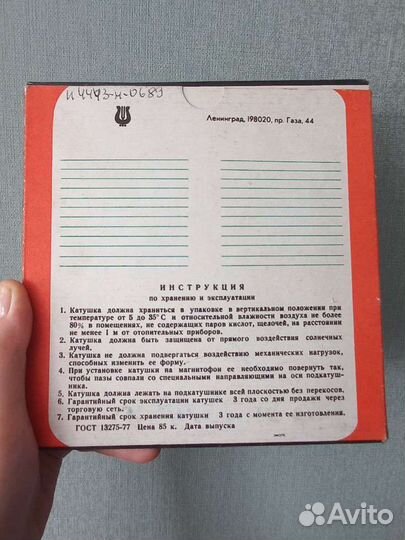 И 4493-н-0689
Ленинград, 198020, пр. Газа, 44
ИНСТРУКЦИЯ
по хранению и эксплуатации
1. Катушка должна храниться в упаковке в вертикальном положении при
температуре от 5 до 35°С и относительной влажности воздуха не более
80% в помещениях, не содержащих паров кислот, щелочей, на расстоянии
не менее 1 м от отопительных приборов.
2. Катушка должна быть защищена от прямого воздействия солнечных
лучей.
3. Катушка не должна подвергаться воздействию механических нагрузок,
способных изменить ее форму.
4. При установке катушки на магнитофон ее необходимо повернуть так,
чтобы пазы совпали со специальными направляющими на оси подкатуш-
ника.
5. Катушка должна лежать на подкатушнике всей плоскостью без перекосов.
6. Гарантийный срок эксплуатации катушек 3 года со дня продажи через
торговую сеть.
7. Гарантийный срок хранения катушки 3 года с момента ее изготовления.
ГОСТ 13275-77 Цена 85 к. Дата выпуска
Avito